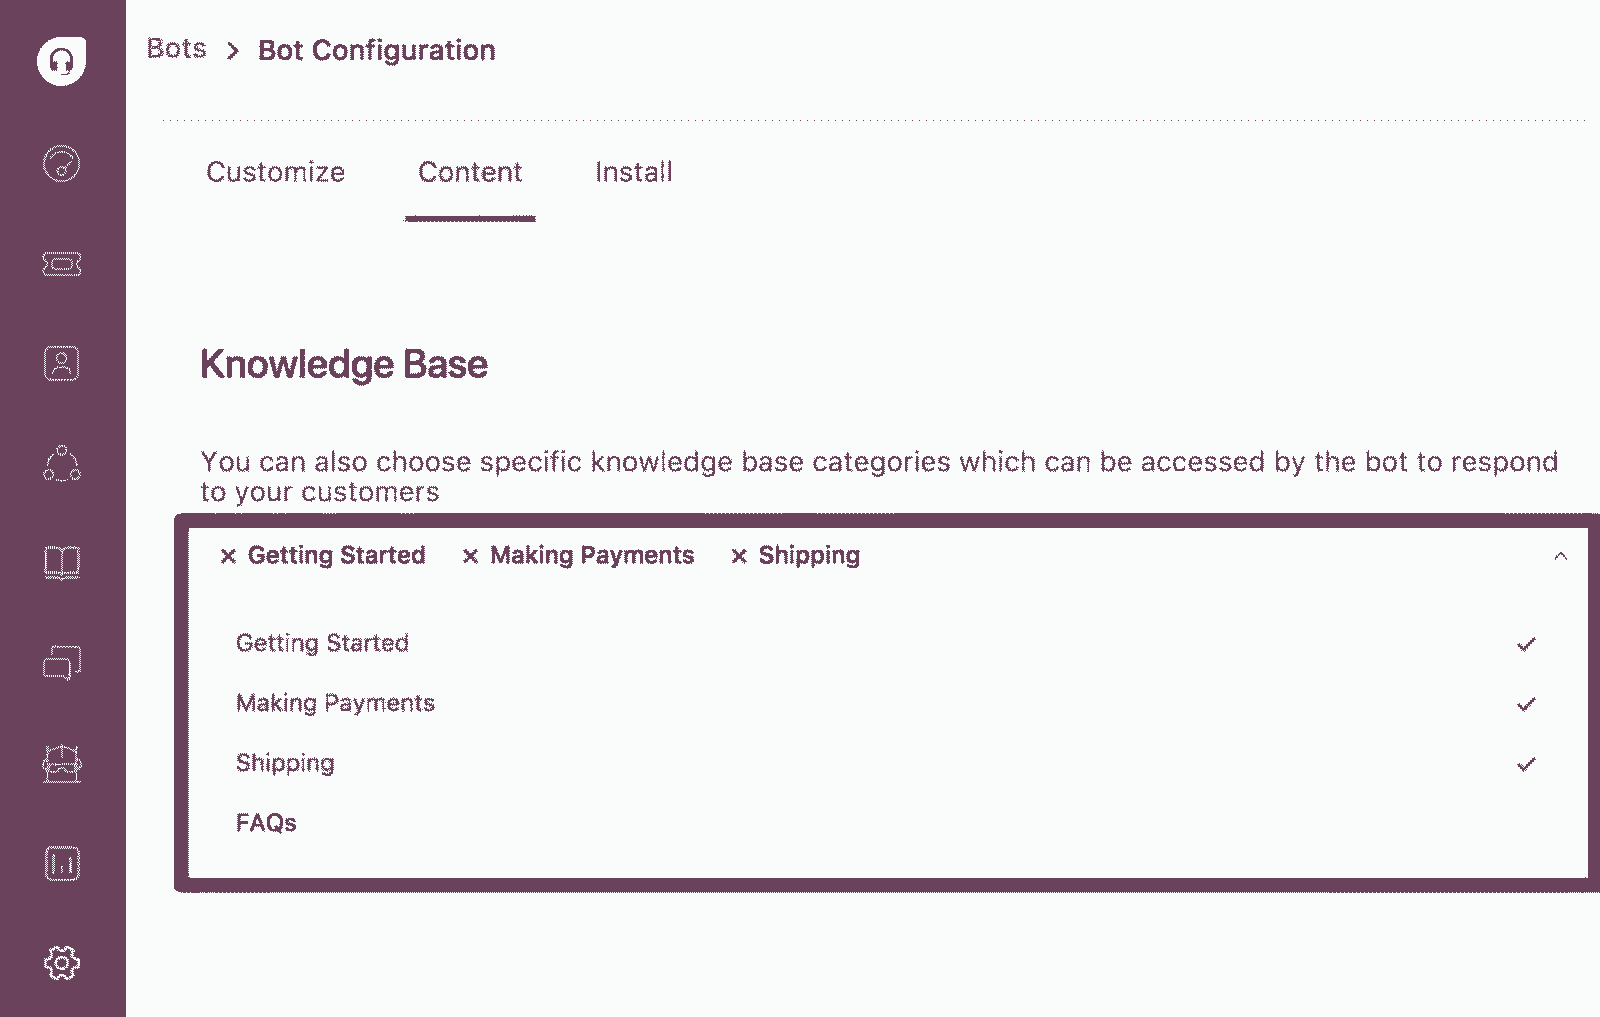 Bots > Bot Configuration
Customize Content Install
Knowledge Base
You can also choose specific knowledge base categories which can be accessed by the bot to respond
to your customers
× Getting Started × Making Payments × Shipping
Getting Started
Making Payments
Shipping
FAQs